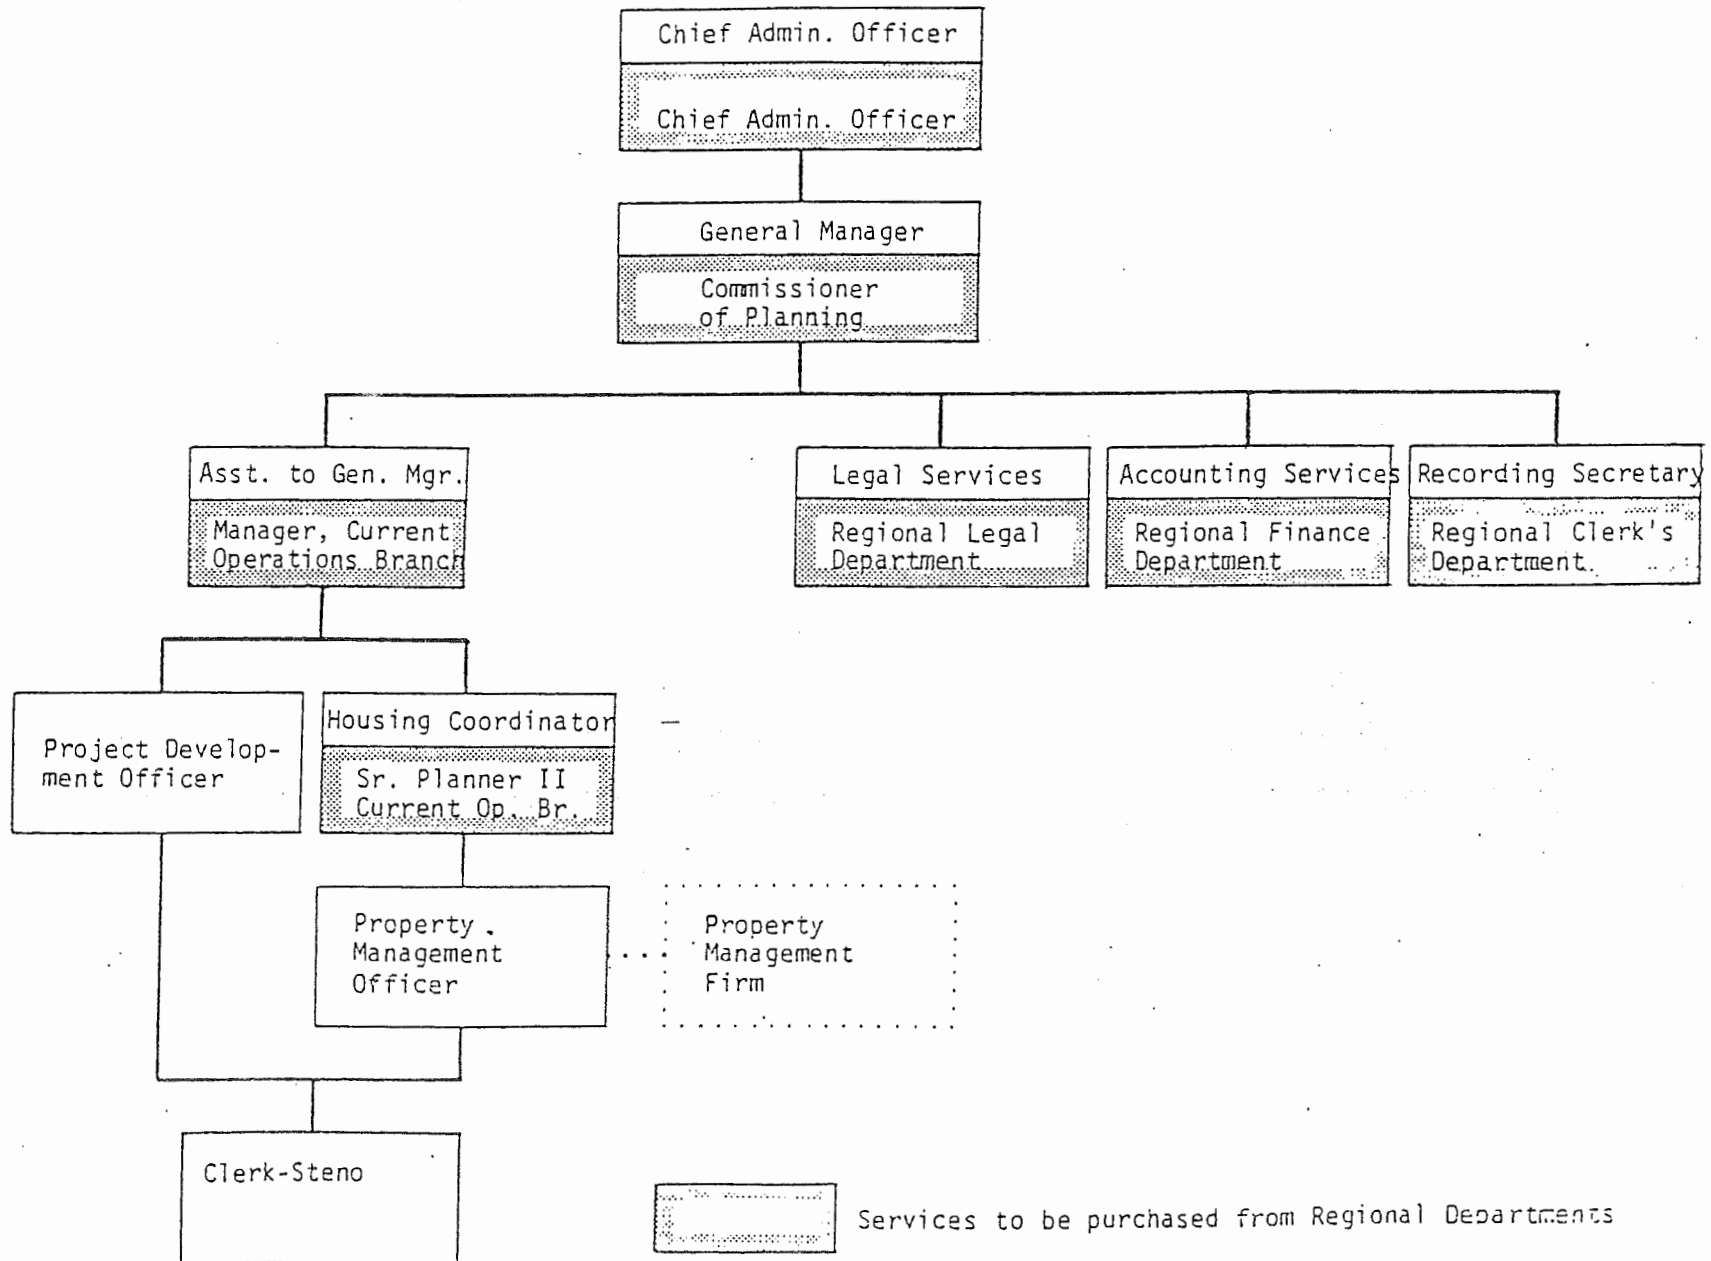 Chief Admin. Officer
Chief Admin. Officer
General Manager
Commissioner
of Planning
Asst. to Gen. Mgr.
Manager, Current
Operations Branch
Legal Services
Regional Legal
Department
Accounting Services
Regional Finance
Department
Recording Secretary
Regional Clerk's
Department
Project Develop-
ment Officer
Housing Coordinator
Sr. Planner II
Current Op. Br.
Property
Management
Officer
Property
Management
Firm
Clerk-Steno
Services to be purchased from Regional Departments